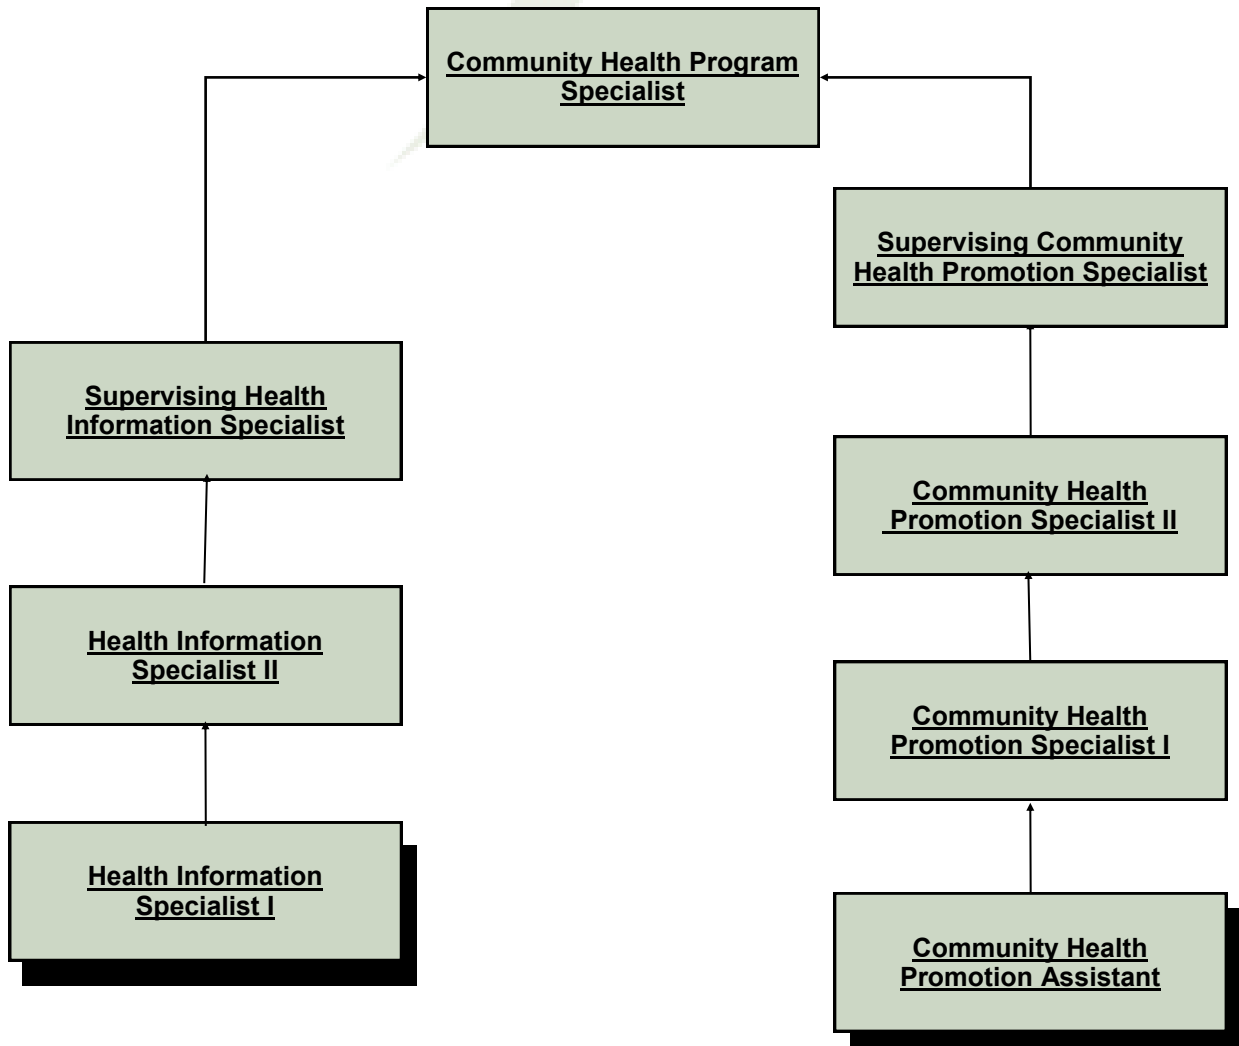 Community Health Program
Specialist
Supervising Community
Health Promotion Specialist
Supervising Health
Information Specialist
Community Health
Promotion Specialist II
Health Information
Specialist II
Community Health
Promotion Specialist I
Health Information
Specialist I
Community Health
Promotion Assistant